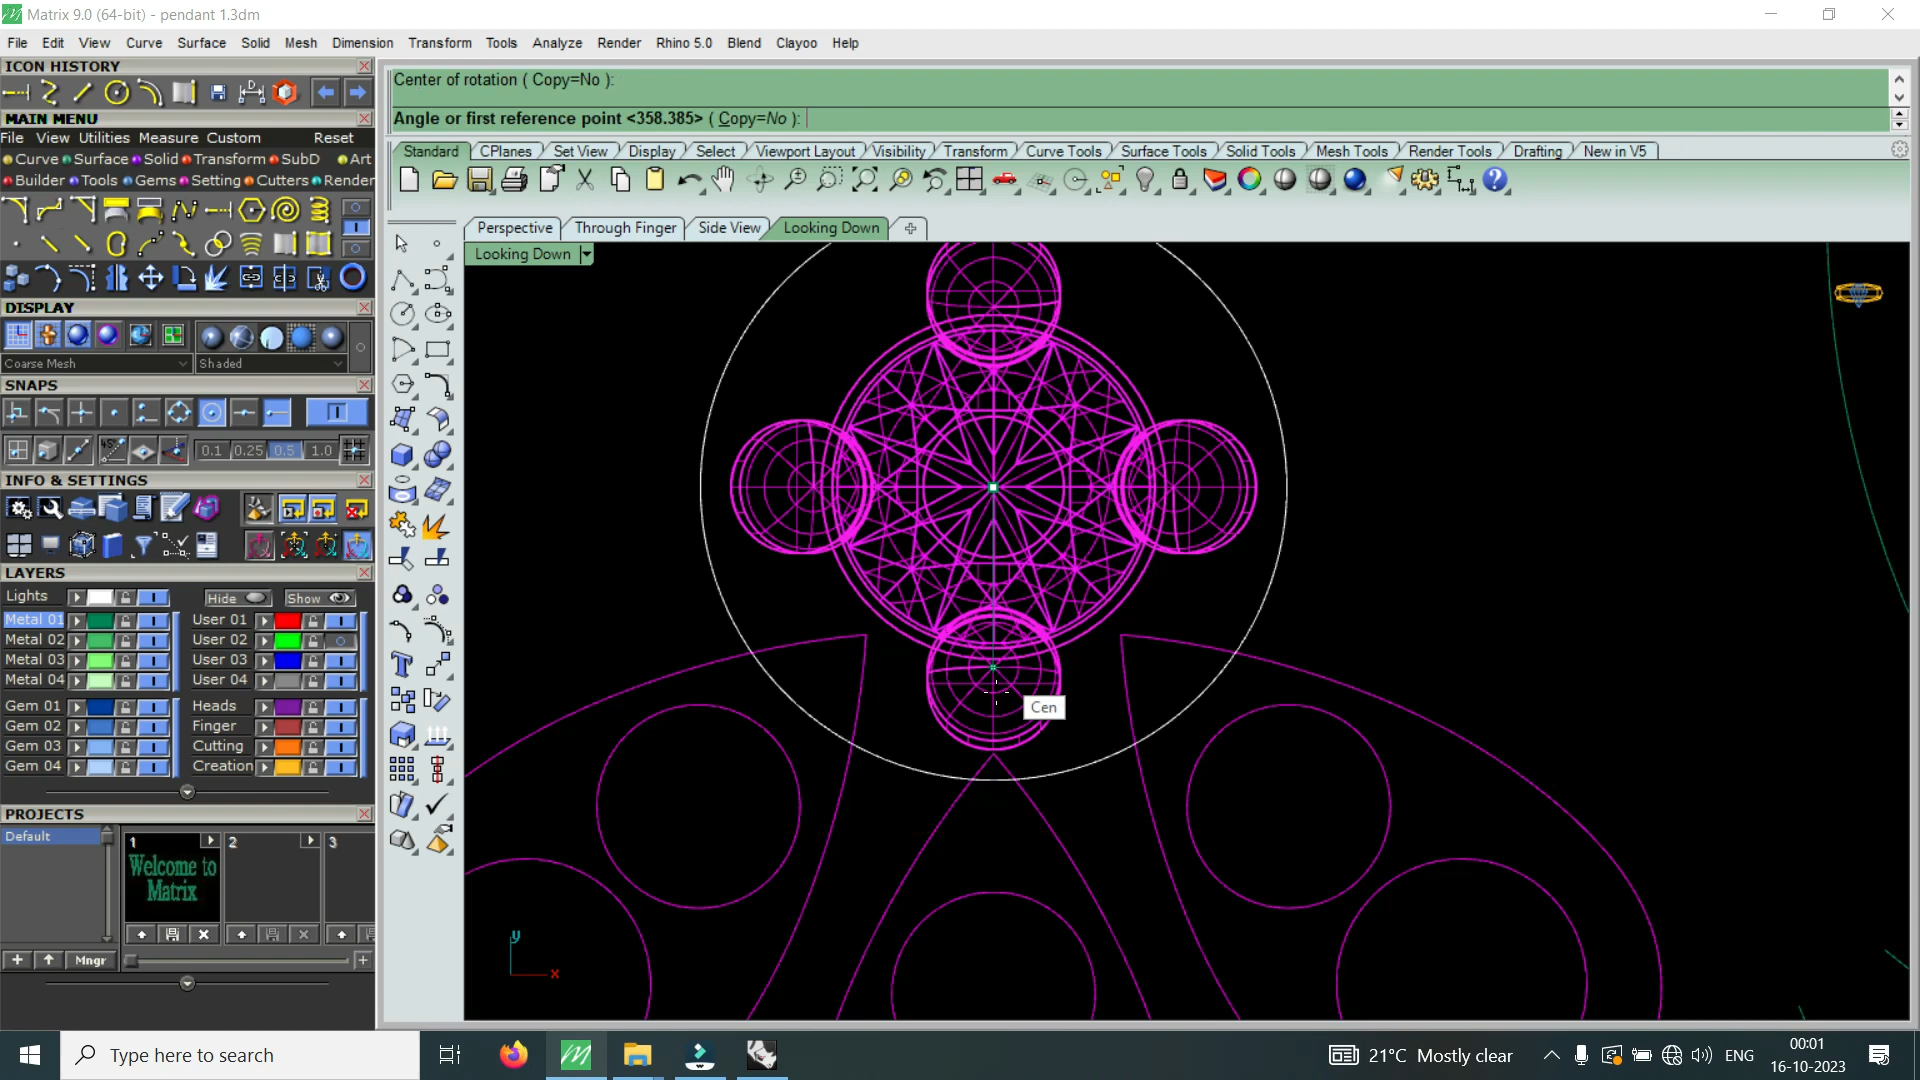 Matrix 9.0 (64-bit) - pendant 1.3dm
File Edit View Curve Surface Solid Mesh Dimension Transform Tools Analyze Render Rhino 5.0 Blend Clayoo Help
ICON HISTORY
Center of rotation ( Copy=No ):
Angle or first reference point <358.385> ( Copy=No ):
MAIN MENU
File View Utilities Measure Custom Reset
Curve Surface Solid Transform SubD Art
Builder Tools Gems Setting Cutters Render
Standard CPlanes Set View Display Select Viewport Layout Visibility Transform Curve Tools Surface Tools Solid Tools Mesh Tools Render Tools Drafting New in V5
Perspective Through Finger Side View Looking Down
Looking Down
DISPLAY
Coarse Mesh Shaded
SNAPS
0.1 0.25 0.5 1.0
INFO & SETTINGS
LAYERS
Lights Hide Show
Metal 01 User 01
Metal 02 User 02
Metal 03 User 03
Metal 04 User 04
Gem 01 Heads
Gem 02 Finger
Gem 03 Cutting
Gem 04 Creation
Cen
PROJECTS
Default
1 2 3
Welcome to
Matrix
Mngr
y
x
Type here to search
21°C Mostly clear
ENG
00:01
16-10-2023